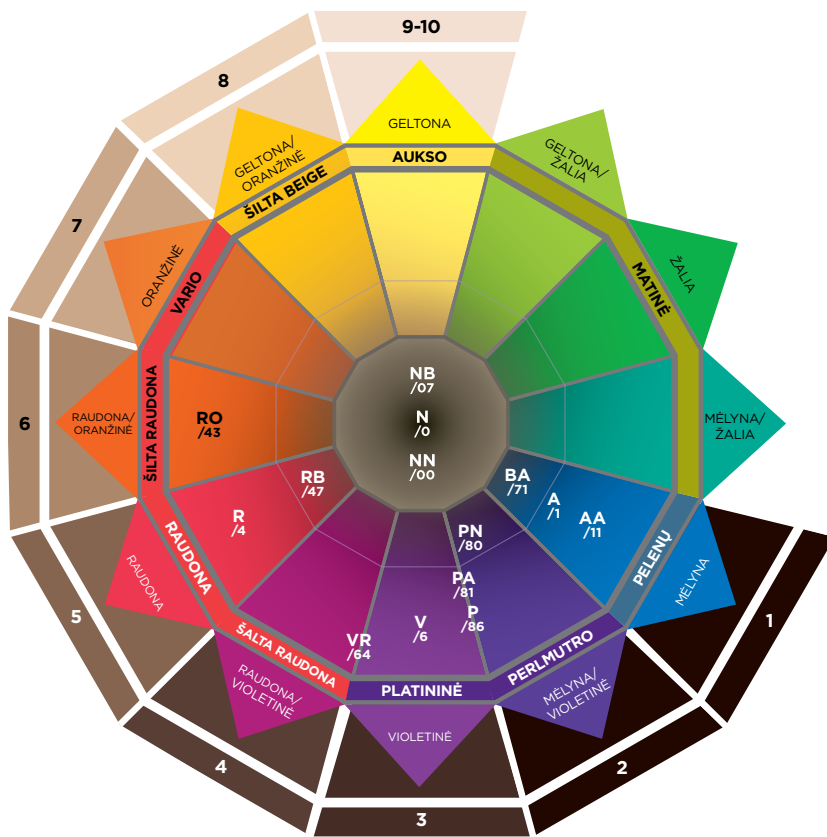 9-10
8
GELTONA
GELTONA/
ORANŽINĖ
GELTONA/
ŽALIA
AUKSO
ŠILTA BEIGE
7
ORANŽINĖ
VARIO
MATINĖ
ŽALIA
NB
/07
6
RAUDONA/
ORANŽINĖ
ŠILTA RAUDONA
RO
/43
N
/0
MĖLYNA/
ŽALIA
NN
/00
RB
/47
BA
/71
A
/1
AA
/11
R
/4
PN
/80
PELENŲ
MĖLYNA
RAUDONA
RAUDONA
PA
/81
P
/86
V
/6
VR
/64
5
1
ŠALTA RAUDONA
PLATININĖ
PERLMUTRO
RAUDONA/
VIOLETINĖ
VIOLETINĖ
MĖLYNA/
VIOLETINĖ
4
2
3